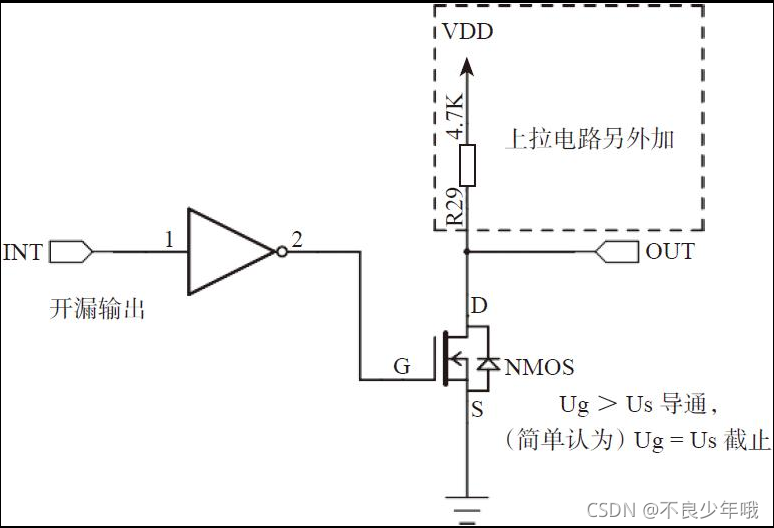 VDD
4.7K
上拉电路另外加
R29
INT
1
2
OUT
开漏输出
D
G
NMOS
S
Ug > Us 导通，
（简单认为）Ug = Us 截止
CSDN @不良少年哦